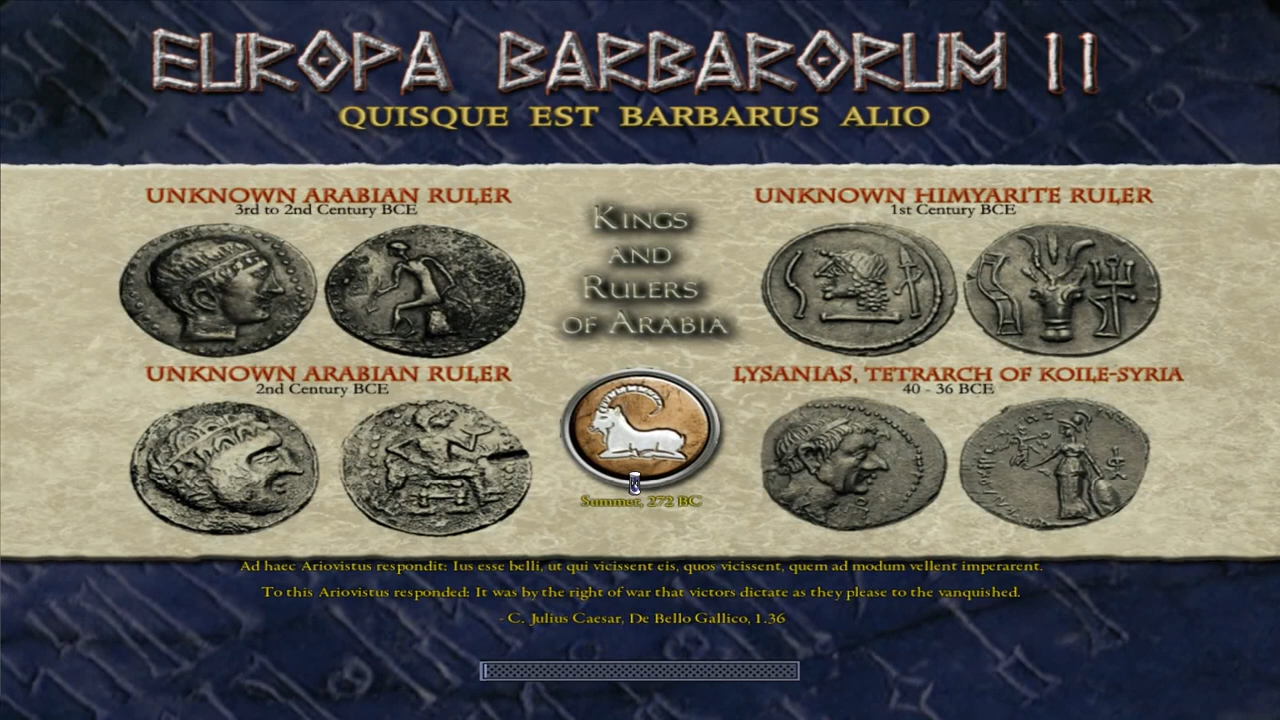 EUROPA BARBARORUM II
QUISQUE EST BARBARUS ALIO
UNKNOWN ARABIAN RULER
3rd to 2nd Century BCE
KINGS
AND
RULERS
OF ARABIA
UNKNOWN HIMYARITE RULER
1st Century BCE
UNKNOWN ARABIAN RULER
2nd Century BCE
LYSANIAS, TETRARCH OF KOILE-SYRIA
40 - 36 BCE
Summer, 272 BC
Ad haec Ariovistus respondit: Ius esse belli, ut qui vicissent eis, quos vicissent, quem ad modum vellent imperarent.
To this Ariovistus responded: It was by the right of war that victors dictate as they please to the vanquished.
- C. Julius Caesar, De Bello Gallico, 1.36